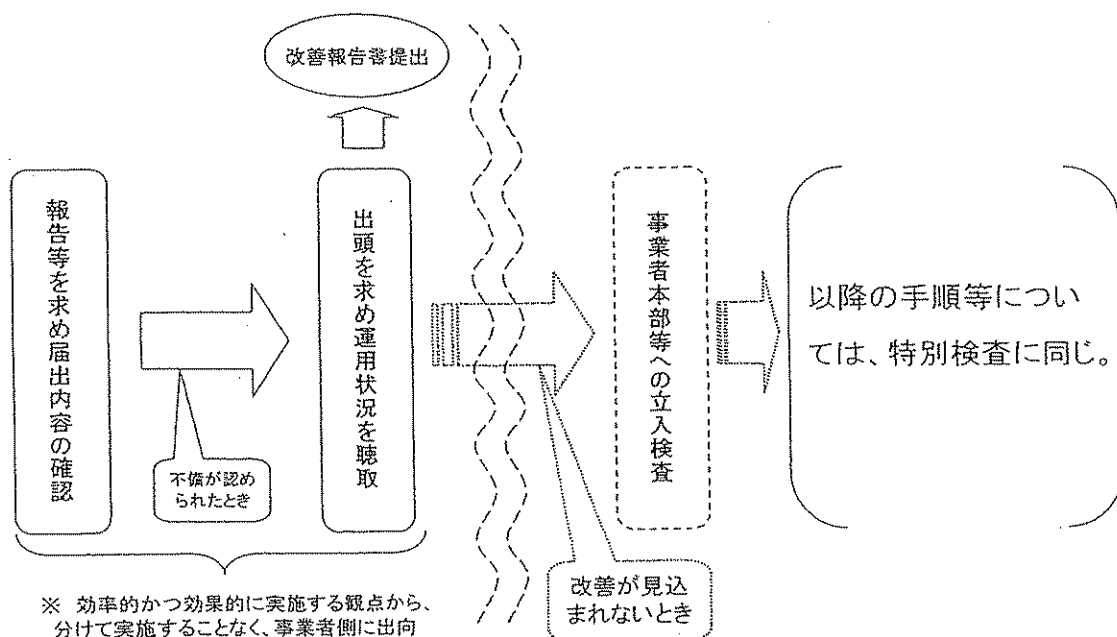 改善報告書提出
報告等を求め届出内容の確認
不備が認め
られたとき
出頭を求め運用状況を聴取
事業者本部等への立入検査
改善が見込
まれないとき
以降の手順等につい
ては、特別検査に同じ。
※ 効率的かつ効果的に実施する観点から、
分けて実施することなく、事業者側に出向